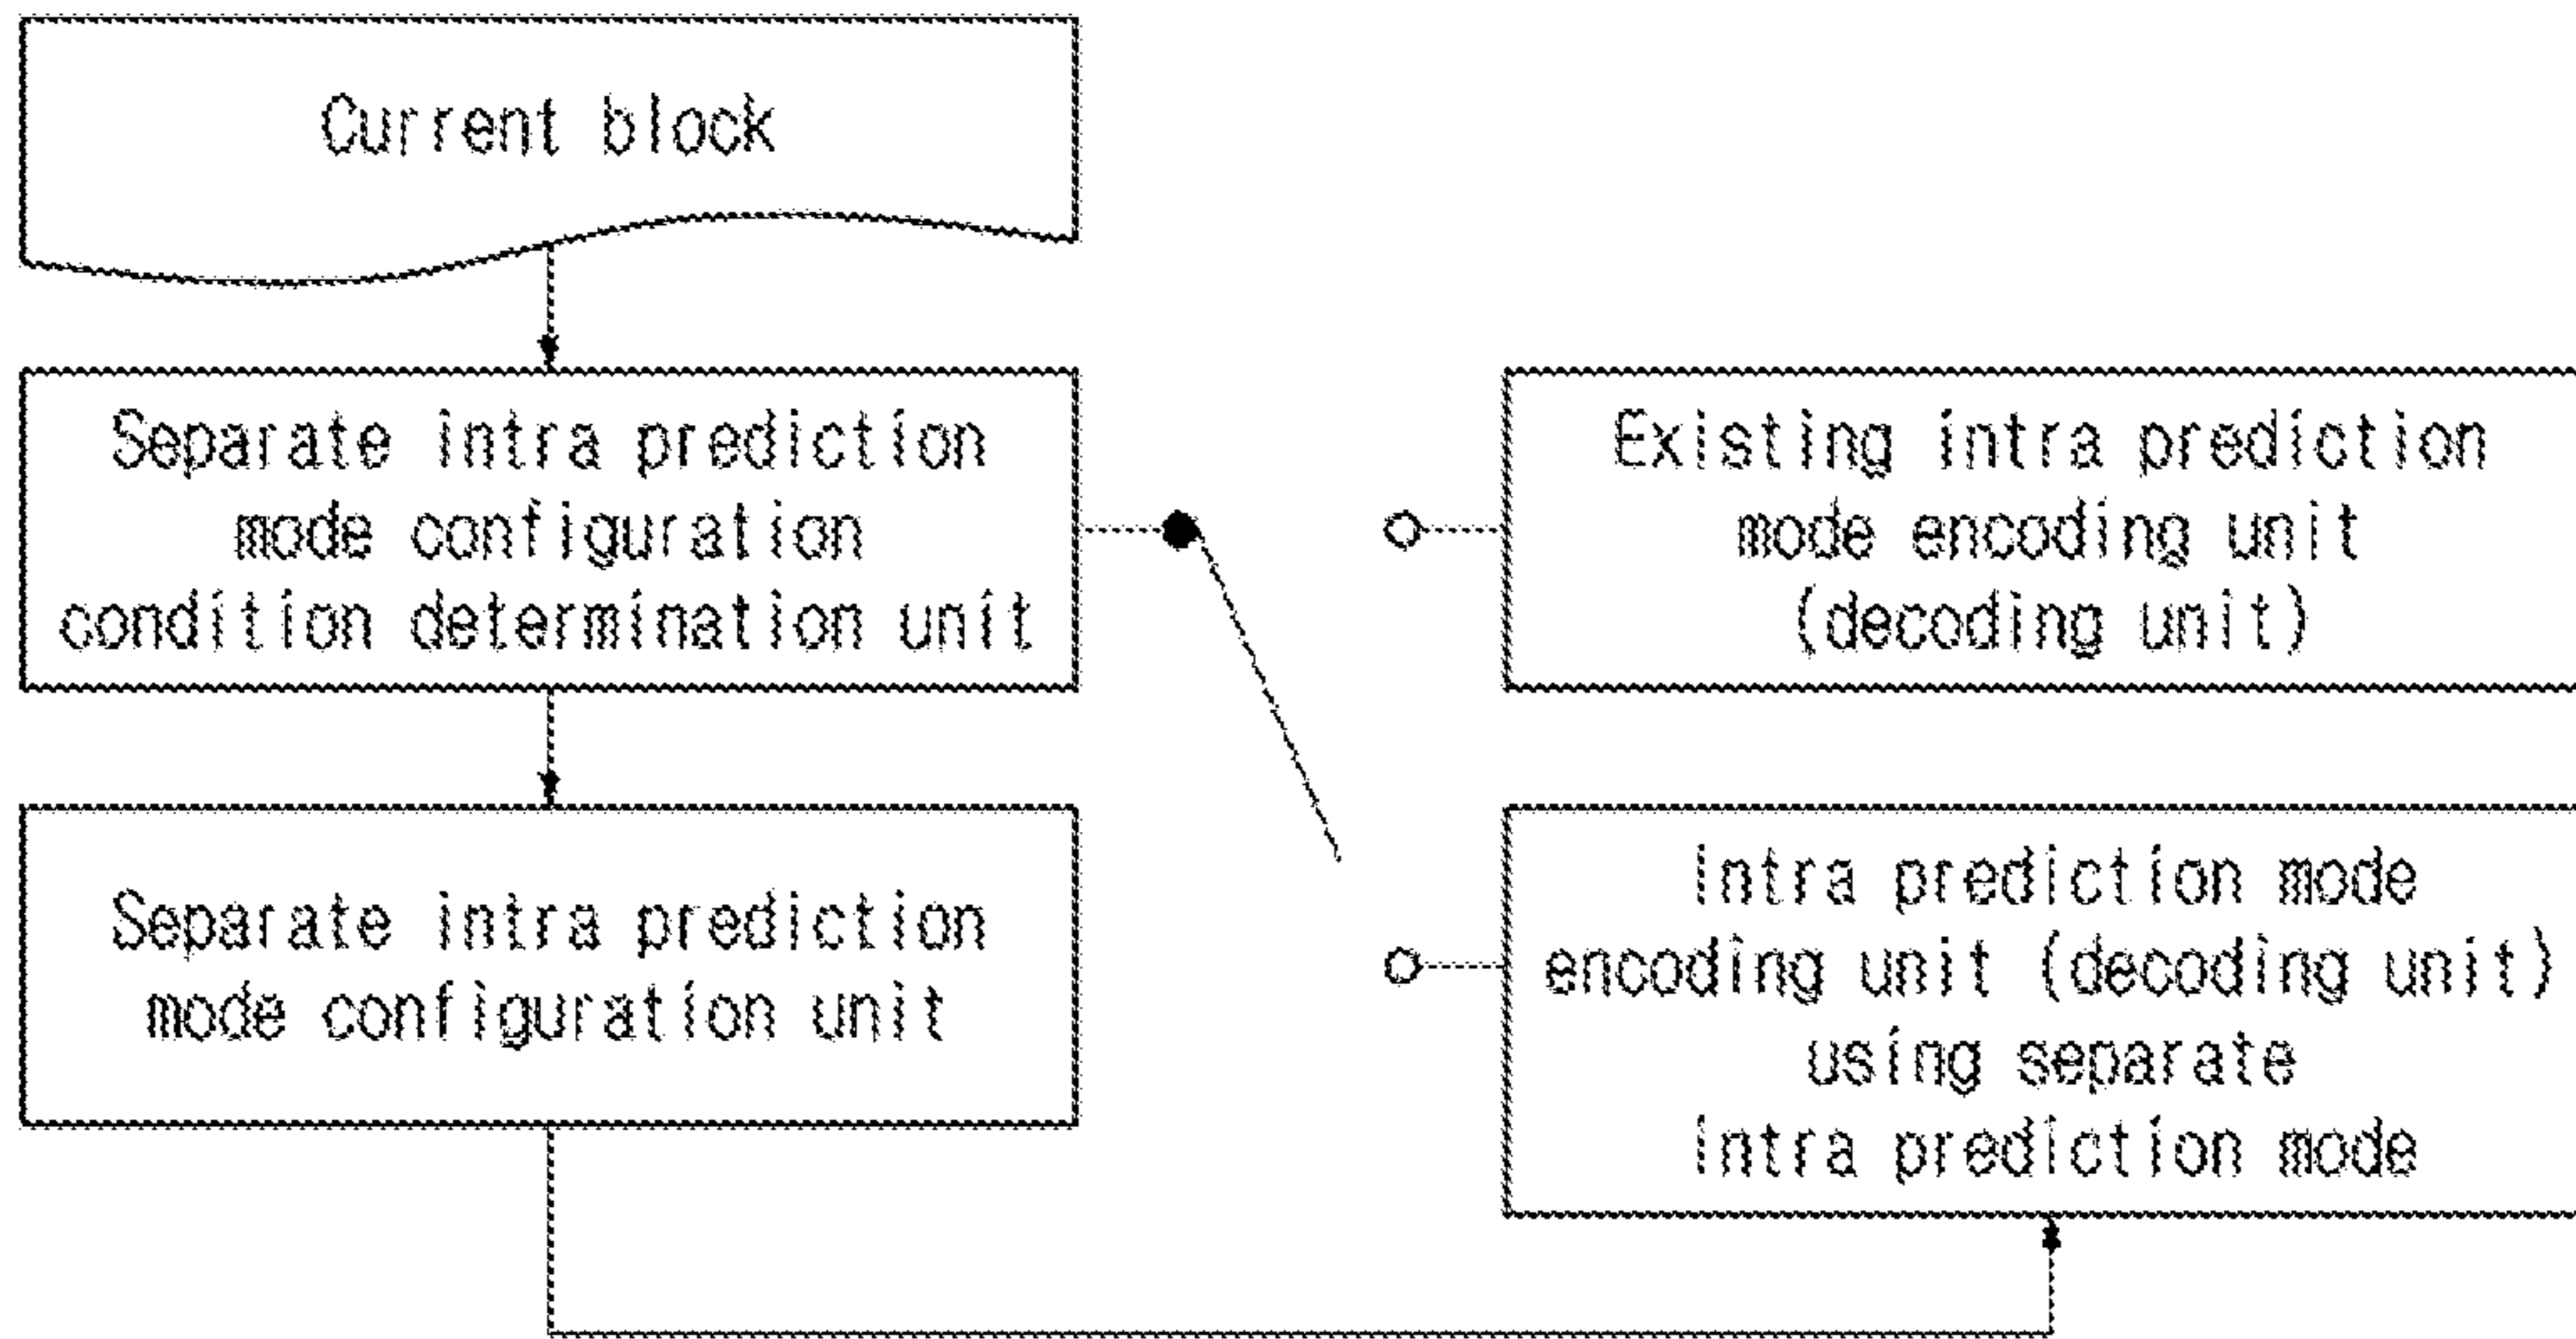 Current block
Separate intra prediction
mode configuration
condition determination unit
Existing intra prediction
mode encoding unit
(decoding unit)
Separate intra prediction
mode configuration unit
Intra prediction mode
encoding unit (decoding unit)
using separate
intra prediction mode